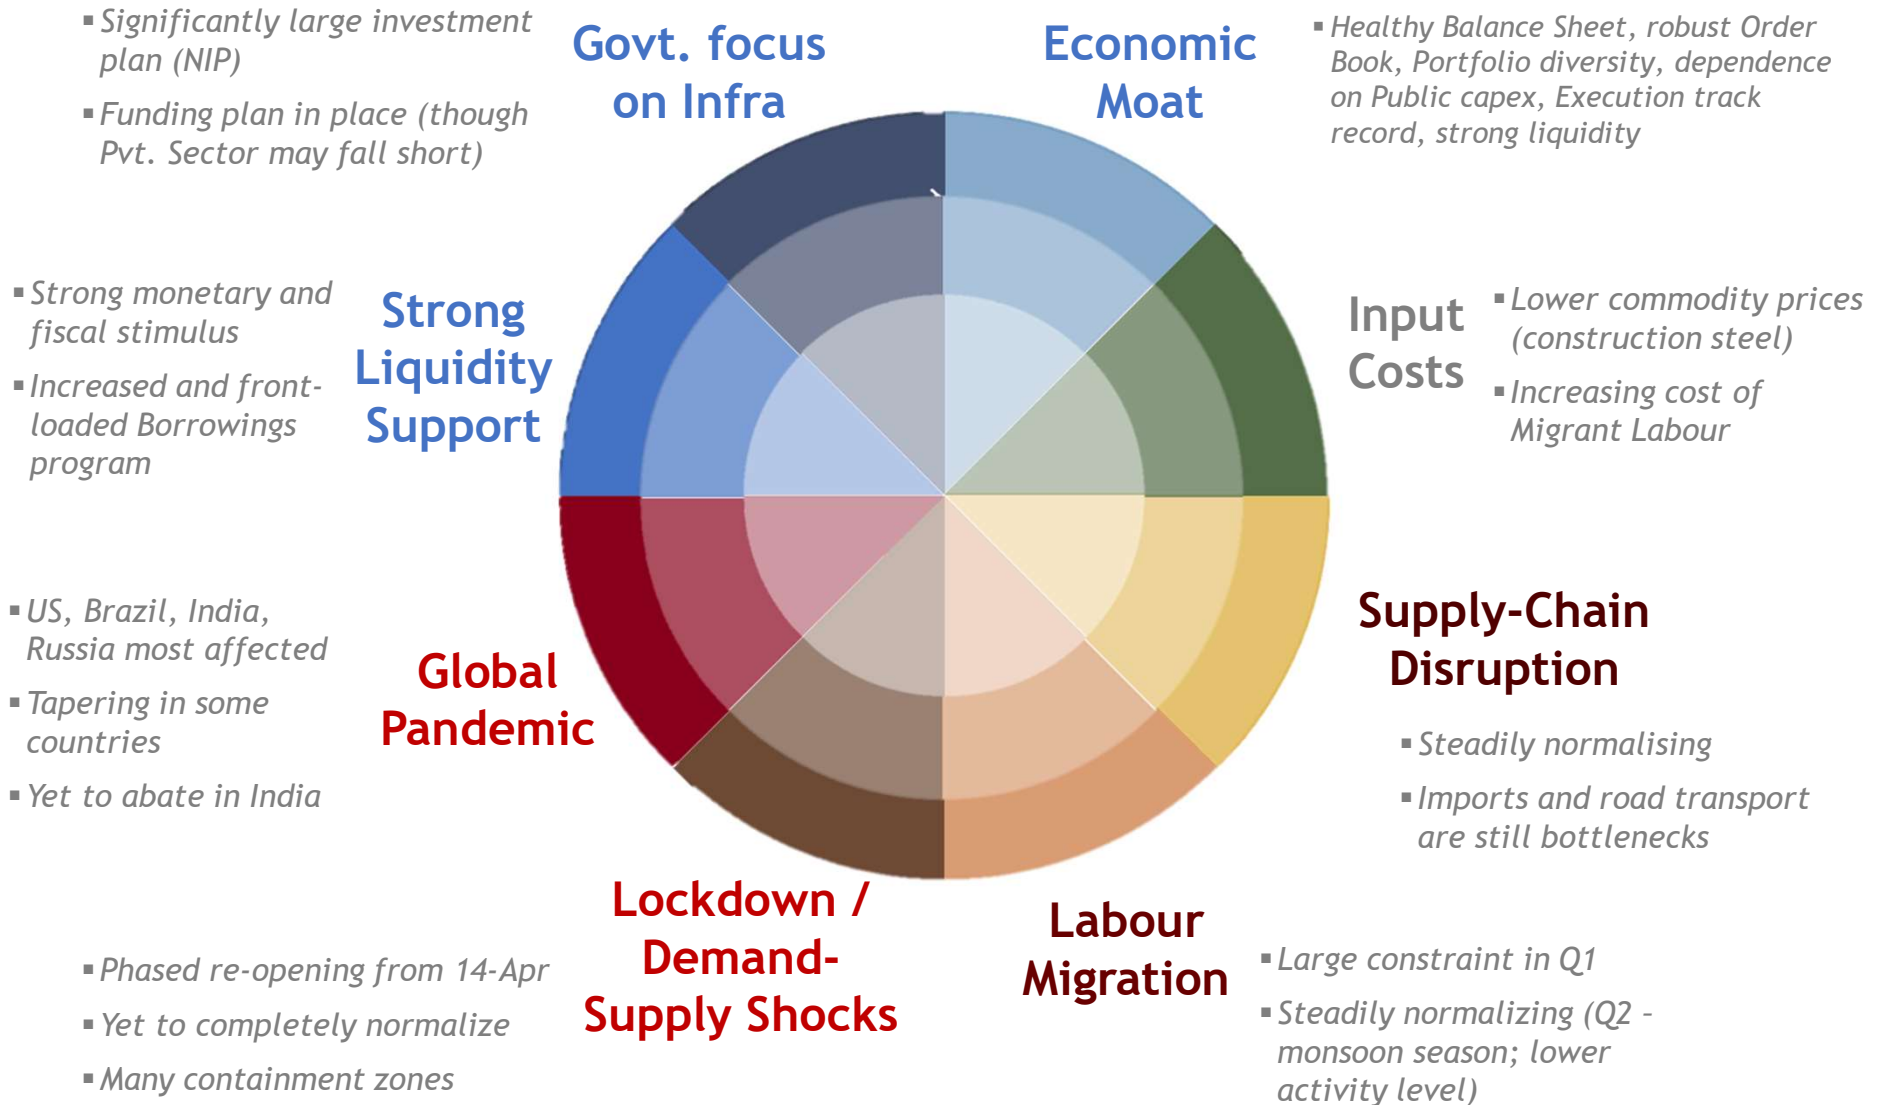 ▪ Significantly large investment
plan (NIP)
▪ Funding plan in place (though
Pvt. Sector may fall short)
Govt. focus
on Infra
Economic
Moat
▪ Healthy Balance Sheet, robust Order
Book, Portfolio diversity, dependence
on Public capex, Execution track
record, strong liquidity
▪ Strong monetary and
fiscal stimulus
▪ Increased and front-
loaded Borrowings
program
Strong
Liquidity
Support
Input
Costs
▪ Lower commodity prices
(construction steel)
▪ Increasing cost of
Migrant Labour
▪ US, Brazil, India,
Russia most affected
▪ Tapering in some
countries
▪ Yet to abate in India
Global
Pandemic
Supply-Chain
Disruption
▪ Steadily normalising
▪ Imports and road transport
are still bottlenecks
▪ Phased re-opening from 14-Apr
▪ Yet to completely normalize
▪ Many containment zones
Lockdown /
Demand-
Supply Shocks
Labour
Migration
▪ Large constraint in Q1
▪ Steadily normalizing (Q2 –
monsoon season; lower
activity level)